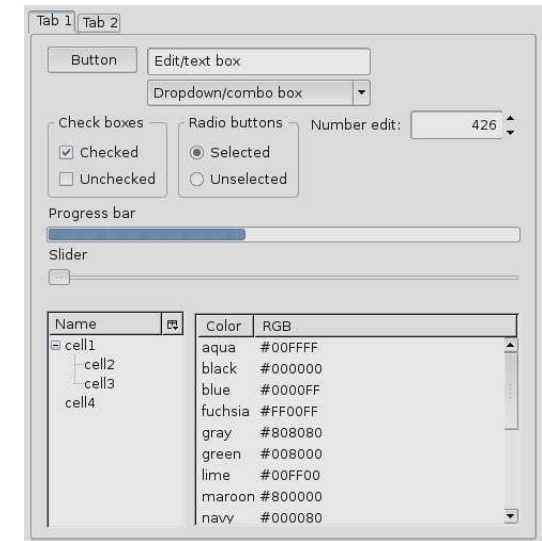 Tab 1 Tab 2
Button Edit/text box
Dropdown/combo box
Check boxes Radio buttons Number edit: 426
Checked Selected
Unchecked Unselected
Progress bar
Slider
Name Color RGB
cell1
cell2
cell3
cell4
aqua #00FFFF
black #000000
blue #0000FF
fuchsia #FF00FF
gray #808080
green #008000
lime #00FF00
maroon #800000
navy #000080